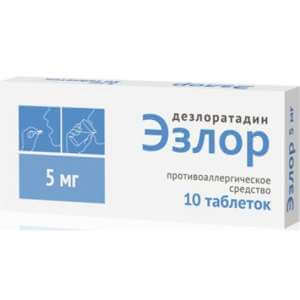 дезлоратадин
Эзлор
5 мг
противоаллергическое
средство
10 таблеток
Эзлор 5 мг